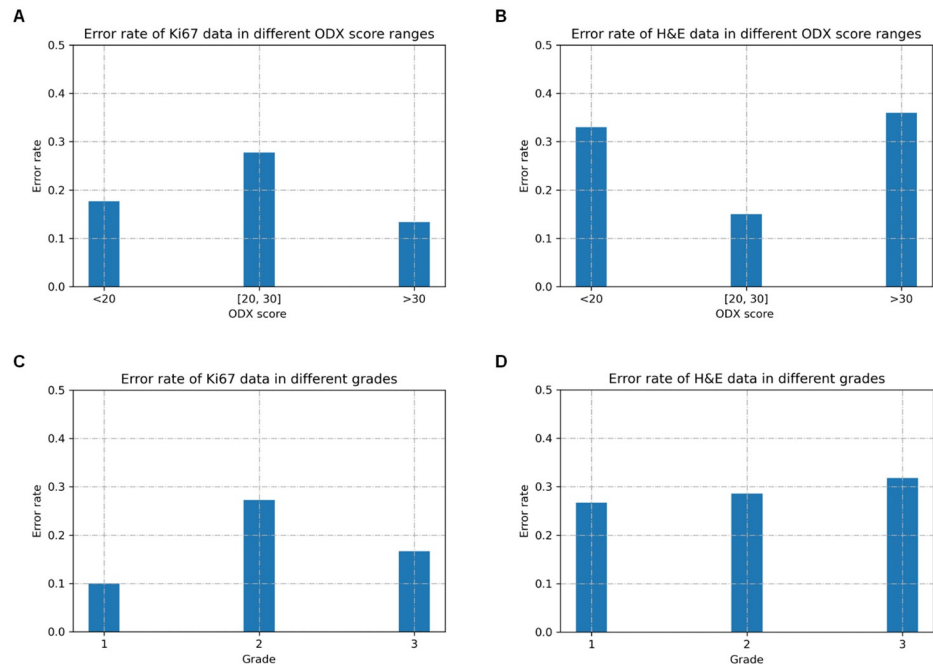 A
Error rate of Ki67 data in different ODX score ranges
0.5
0.4
0.3
0.2
0.1
0.0
Error rate
<20
[20, 30]
>30
ODX score
B
Error rate of H&E data in different ODX score ranges
0.5
0.4
0.3
0.2
0.1
0.0
Error rate
<20
[20, 30]
>30
ODX score
C
Error rate of Ki67 data in different grades
0.5
0.4
0.3
0.2
0.1
0.0
Error rate
1
2
3
Grade
D
Error rate of H&E data in different grades
0.5
0.4
0.3
0.2
0.1
0.0
Error rate
1
2
3
Grade